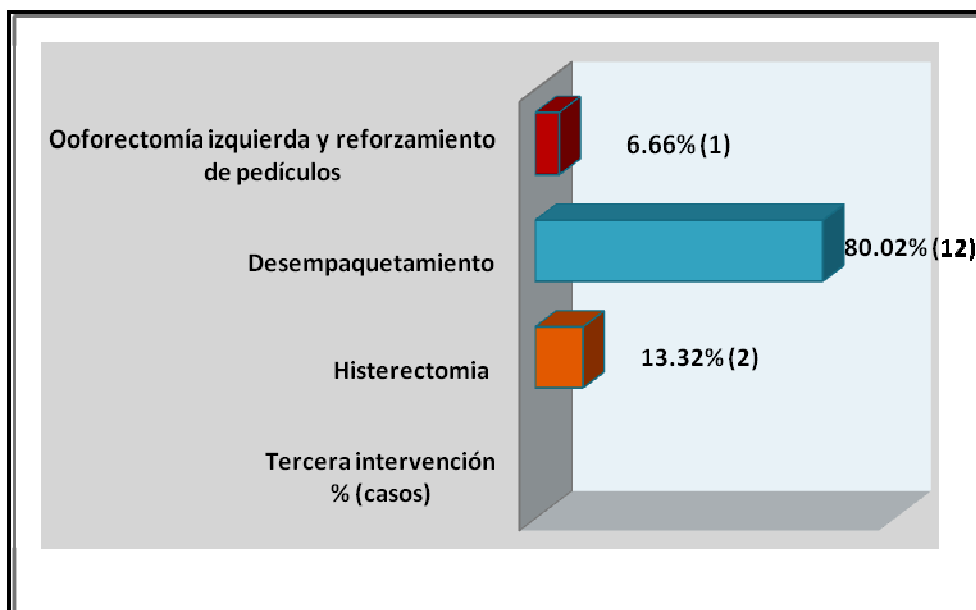 Ooforectomía izquierda y reforzamiento
de pedículos
6.66% (1)
Desempaquetamiento
80.02% (12)
Histerectomia
13.32% (2)
Tercera intervención
% (casos)